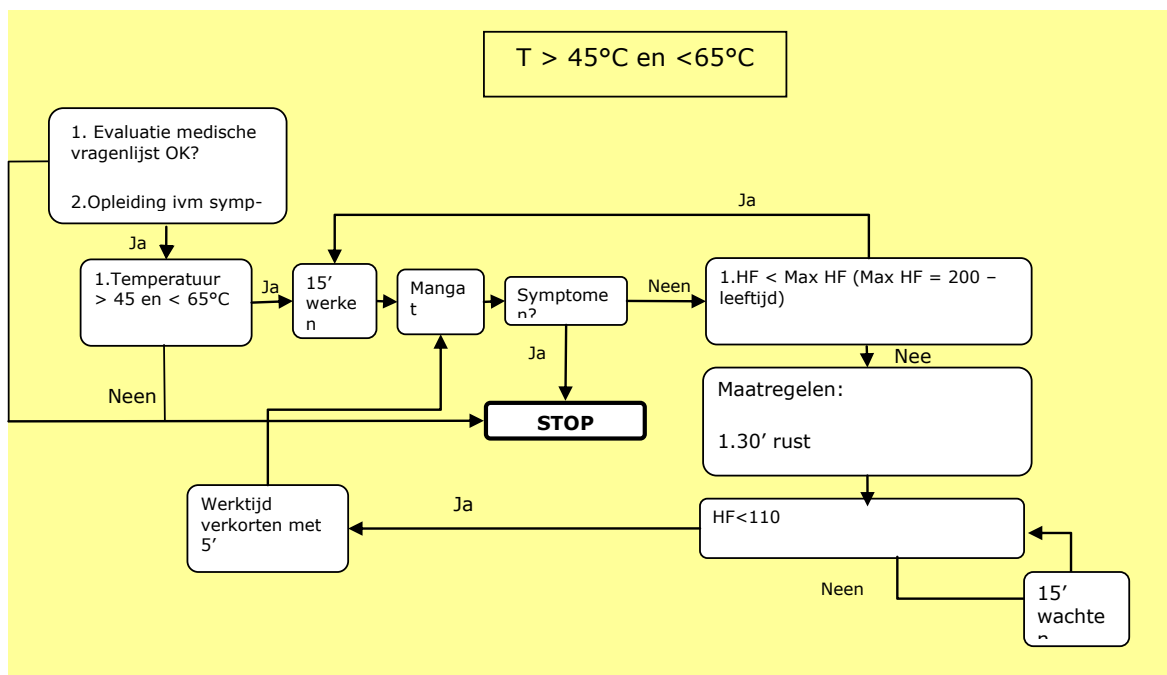 T > 45°C en <65°C
1. Evaluatie medische
vragenlijst OK?
2.Opleiding ivm symp-
Ja
Ja
1.Temperatuur
> 45 en < 65°C
Ja
15’
werke
n
Manga
t
Symptome
n?
Neen
1.HF < Max HF (Max HF = 200 –
leeftijd)
Ja
Nee
Neen
STOP
Maatregelen:
1.30’ rust
Werktijd
verkorten met
5’
Ja
HF<110
Neen
15’
wachte
n